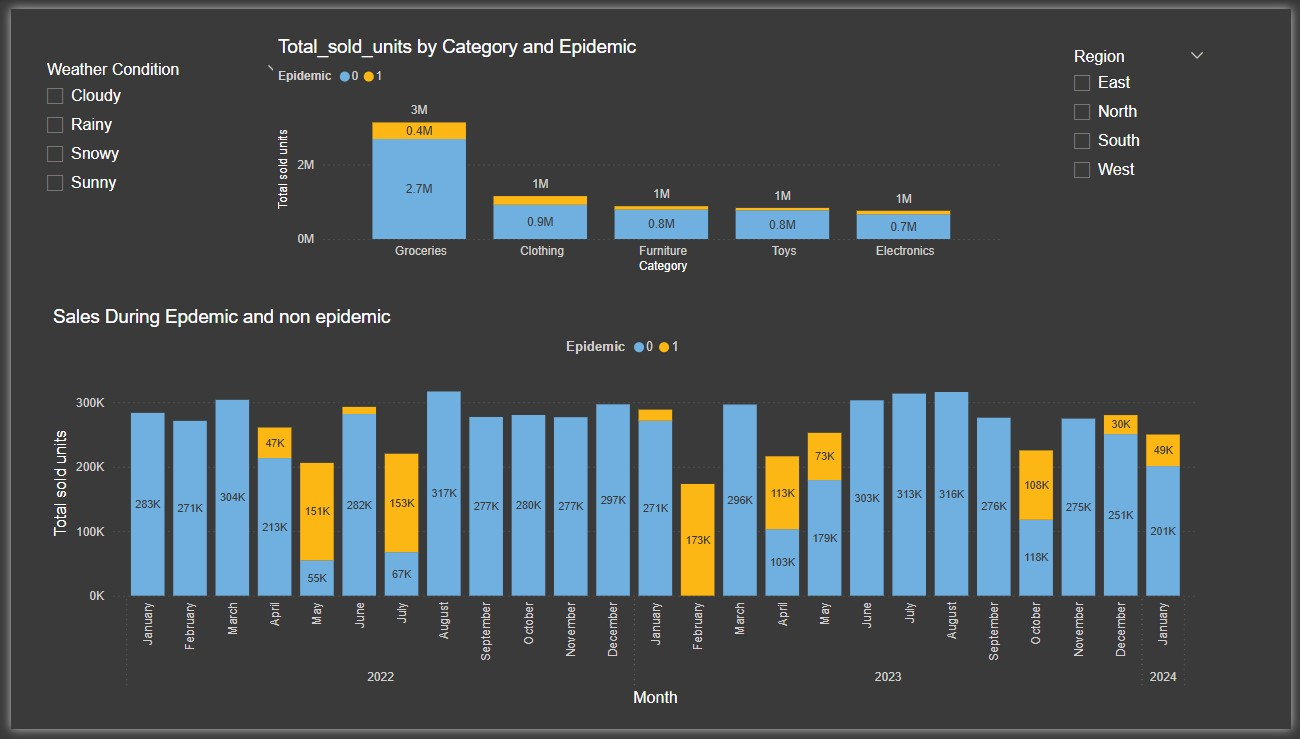 Weather Condition
Cloudy
Rainy
Snowy
Sunny
Total_sold_units by Category and Epidemic
Epidemic 0 1
Total sold units
2M
0M
3M
0.4M
2.7M
1M
0.9M
1M
0.8M
1M
0.8M
1M
0.7M
Groceries Clothing Furniture Toys Electronics
Category
Region
East
North
South
West
Sales During Epdemic and non epidemic
Epidemic 0 1
Total sold units
300K
200K
100K
0K
283K
271K
304K
47K
213K
151K
55K
282K
153K
67K
317K
277K
280K
277K
297K
271K
173K
296K
113K
103K
73K
179K
303K
313K
316K
276K
108K
118K
275K
30K
251K
49K
201K
January February March April May June July August September October November December January February March April May June July August September October November December January
2022 2023 2024
Month